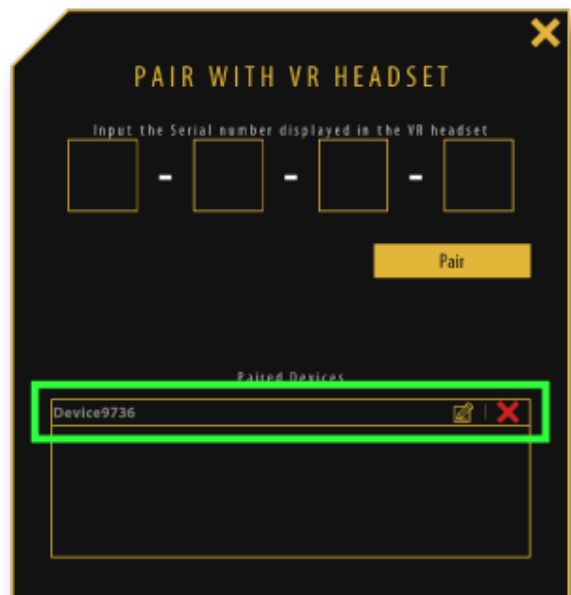 PAIR WITH VR HEADSET
Input the Serial number displayed in the VR headset
- - -
Pair
Paired Devices
Device9736